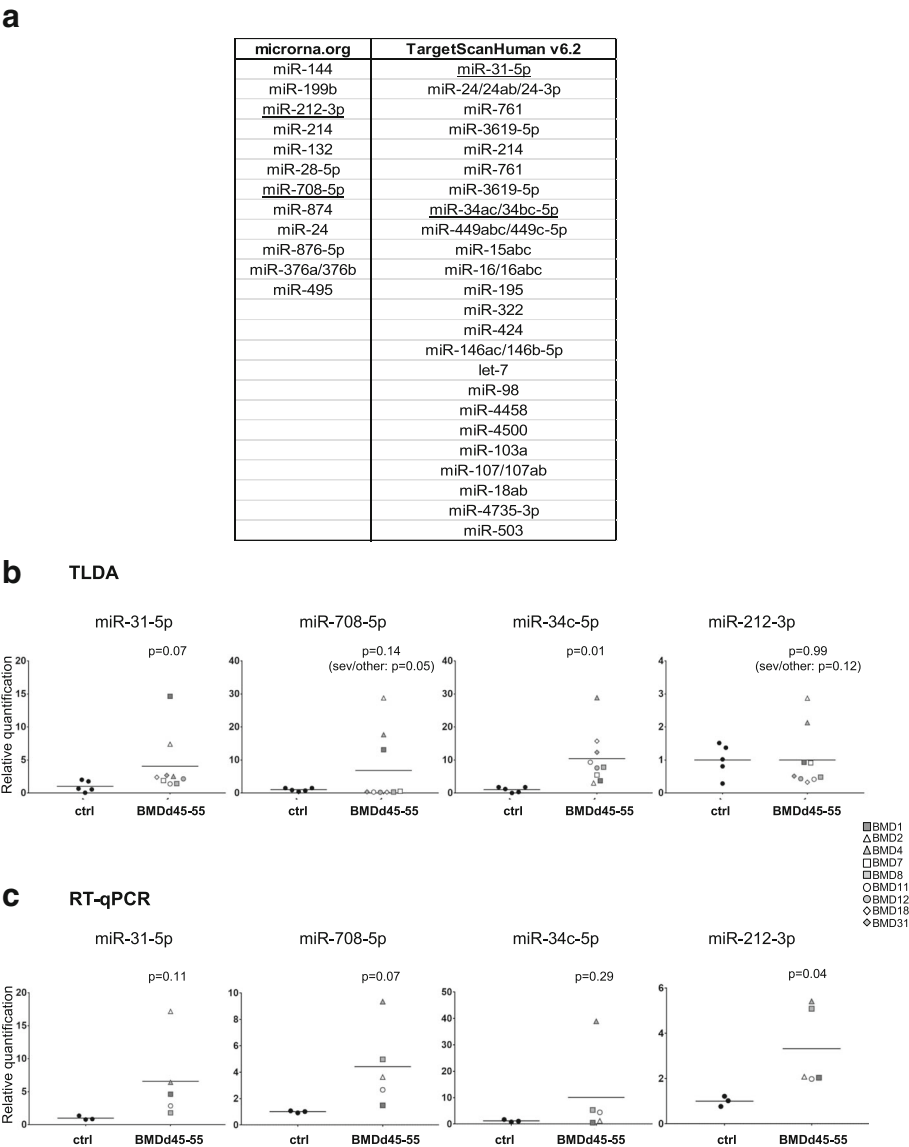 a
microrna.org TargetScanHuman v6.2
miR-144 miR-31-5p
miR-199b miR-24/24ab/24-3p
miR-212-3p miR-761
miR-214 miR-3619-5p
miR-132 miR-214
miR-28-5p miR-761
miR-708-5p miR-3619-5p
miR-874 miR-34ac/34bc-5p
miR-24 miR-449abc/449c-5p
miR-876-5p miR-15abc
miR-376a/376b miR-16/16abc
miR-495 miR-195
miR-322
miR-424
miR-146ac/146b-5p
let-7
miR-98
miR-4458
miR-4500
miR-103a
miR-107/107ab
miR-18ab
miR-4735-3p
miR-503
b TLDA
miR-31-5p miR-708-5p miR-34c-5p miR-212-3p
p=0.07 p=0.14 p=0.01 p=0.99
(sev/other: p=0.05) (sev/other: p=0.12)
Relative quantification
20 40 40 4
15 30 30 3
10 20 20 2
5 10 10 1
0 0 0 0
ctrl BMDd45-55 ctrl BMDd45-55 ctrl BMDd45-55 ctrl BMDd45-55
BMD1
BMD2
BMD4
BMD7
BMD8
BMD11
BMD12
BMD18
BMD31
c RT-qPCR
miR-31-5p miR-708-5p miR-34c-5p miR-212-3p
p=0.11 p=0.07 p=0.29 p=0.04
Relative quantification
20 10 50 6
15 8 40 4
10 6 30 2
5 4 20 0
0 2 10
0 0
ctrl BMDd45-55 ctrl BMDd45-55 ctrl BMDd45-55 ctrl BMDd45-55